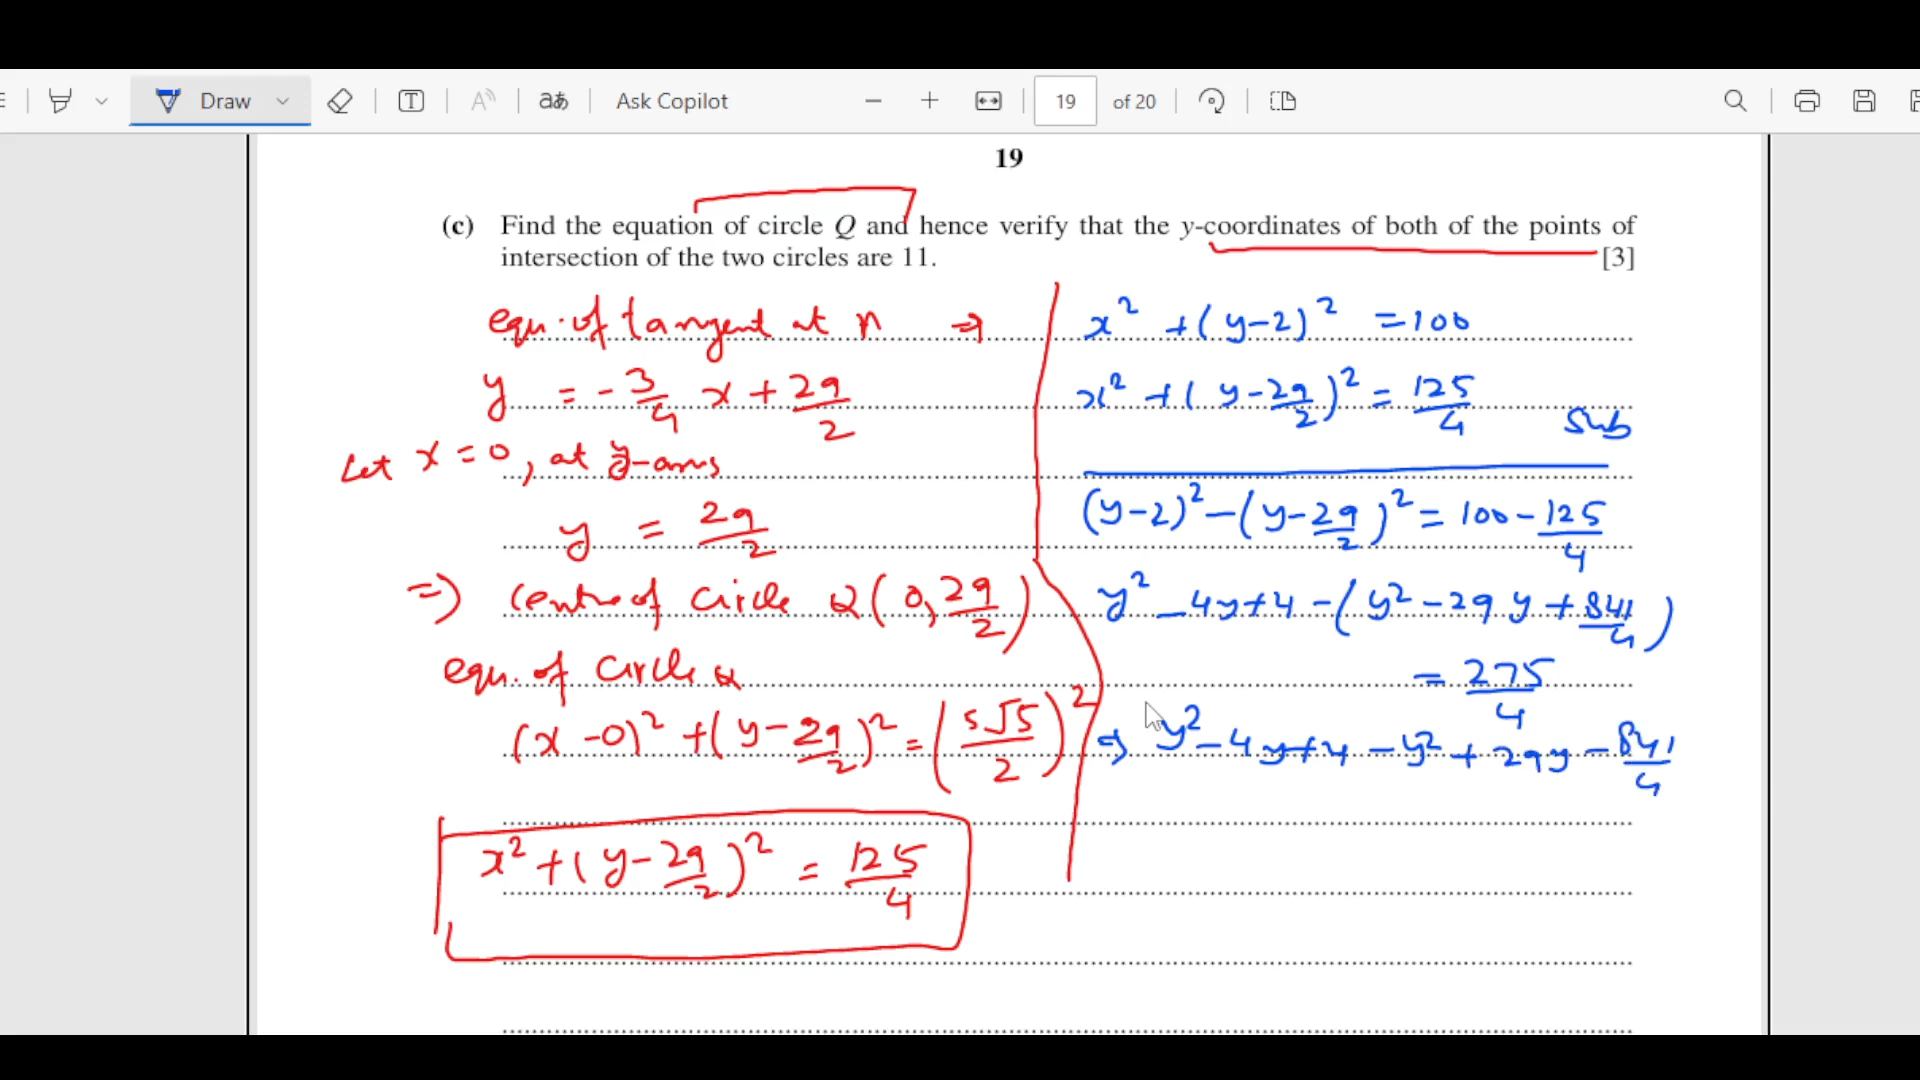 Draw
Ask Copilot
19 of 20
19
(c) Find the equation of circle Q and hence verify that the y-coordinates of both of the points of
intersection of the two circles are 11. [3]
eqn. of tangent at n ⇒
y = -3/4 x + 29/2
Let x = 0, at y-axis
y = 29/2
⇒) centre of circle Q (0, 29/2)
eqn. of circle Q
(x - 0)² + (y - 29/2)² = (5√5/2)²
x² + (y - 29/2)² = 125/4
x² + (y-2)² = 100
x² + (y - 29/2)² = 125/4 Sub
(y-2)² - (y - 29/2)² = 100 - 125/4
y² - 4y + 4 - (y² - 29y + 841/4)
= 275/4
⇒ y² - 4y + 4 - y² + 29y - 841/4